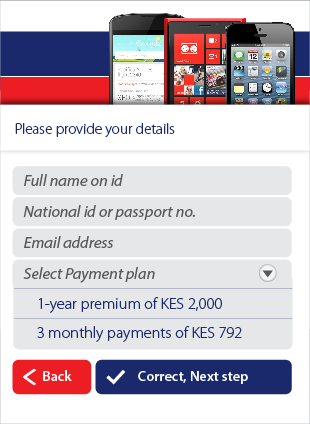 Please provide your details
Full name on id
National id or passport no.
Email address
Select Payment plan
1-year premium of KES 2,000
3 monthly payments of KES 792
Back
Correct, Next step